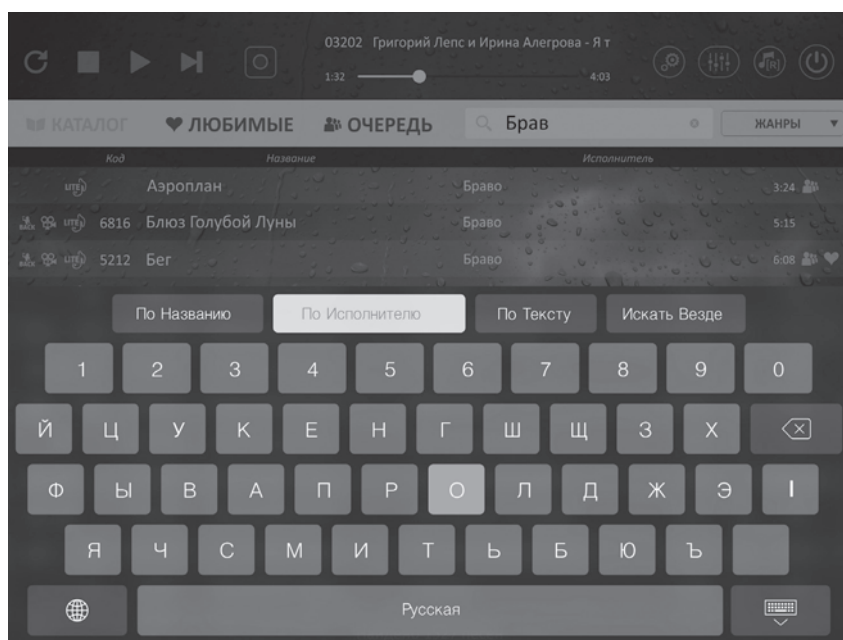 03202 Григорий Лепс и Ирина Алегрова - Я т
1:32 4:03
КАТАЛОГ ЛЮБИМЫЕ ОЧЕРЕДЬ Брав ЖАНРЫ
Код Название Исполнитель
Аэроплан Браво 3:24
BACK 6816 Блюз Голубой Луны Браво 5:15
BACK 5212 Бег Браво 6:08
По Названию По Исполнителю По Тексту Искать Везде
1 2 3 4 5 6 7 8 9 0
Й Ц У К Е Н Г Ш Щ З Х
Ф Ы В А П Р О Л Д Ж Э І
Я Ч С М И Т Ь Б Ю Ъ
Русская